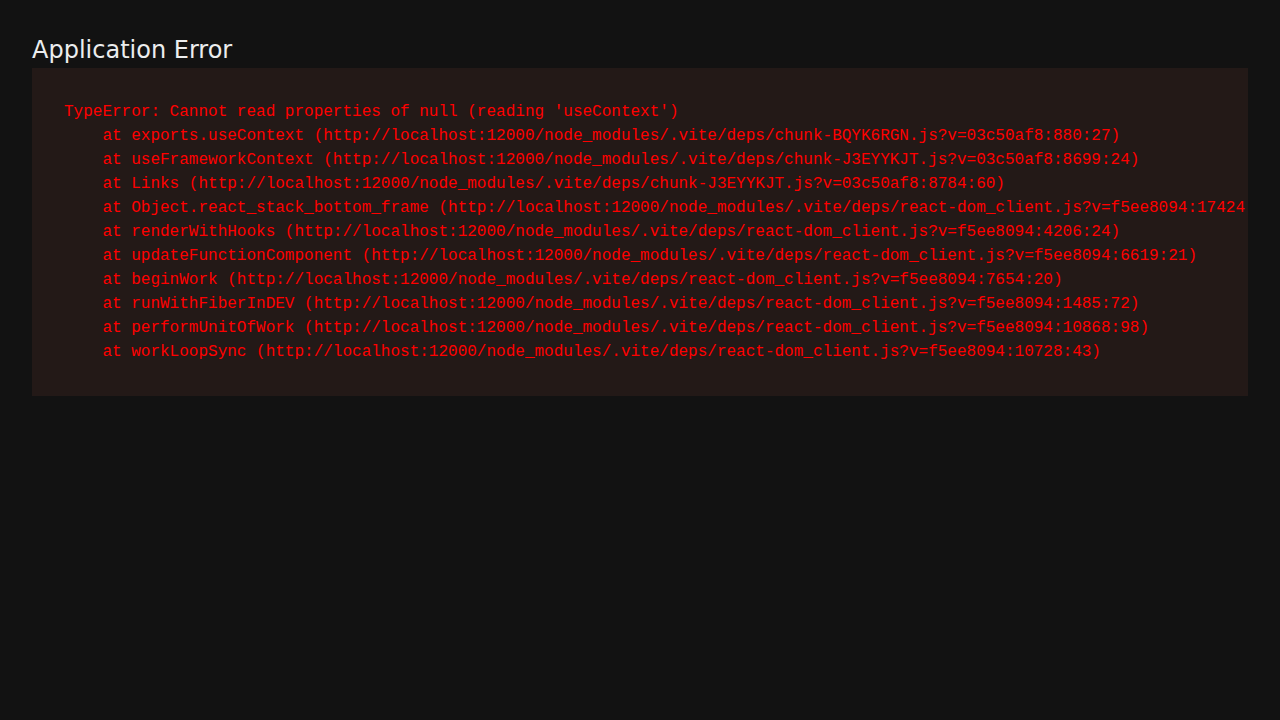 Application Error
TypeError: Cannot read properties of null (reading 'useContext')
at exports.useContext (http://localhost:12000/node_modules/.vite/deps/chunk-BQYK6RGN.js?v=03c50af8:880:27)
at useFrameworkContext (http://localhost:12000/node_modules/.vite/deps/chunk-J3EYYKJT.js?v=03c50af8:8699:24)
at Links (http://localhost:12000/node_modules/.vite/deps/chunk-J3EYYKJT.js?v=03c50af8:8784:60)
at Object.react_stack_bottom_frame (http://localhost:12000/node_modules/.vite/deps/react-dom_client.js?v=f5ee8094:17424
at renderWithHooks (http://localhost:12000/node_modules/.vite/deps/react-dom_client.js?v=f5ee8094:4206:24)
at updateFunctionComponent (http://localhost:12000/node_modules/.vite/deps/react-dom_client.js?v=f5ee8094:6619:21)
at beginWork (http://localhost:12000/node_modules/.vite/deps/react-dom_client.js?v=f5ee8094:7654:20)
at runWithFiberInDEV (http://localhost:12000/node_modules/.vite/deps/react-dom_client.js?v=f5ee8094:1485:72)
at performUnitOfWork (http://localhost:12000/node_modules/.vite/deps/react-dom_client.js?v=f5ee8094:10868:98)
at workLoopSync (http://localhost:12000/node_modules/.vite/deps/react-dom_client.js?v=f5ee8094:10728:43)